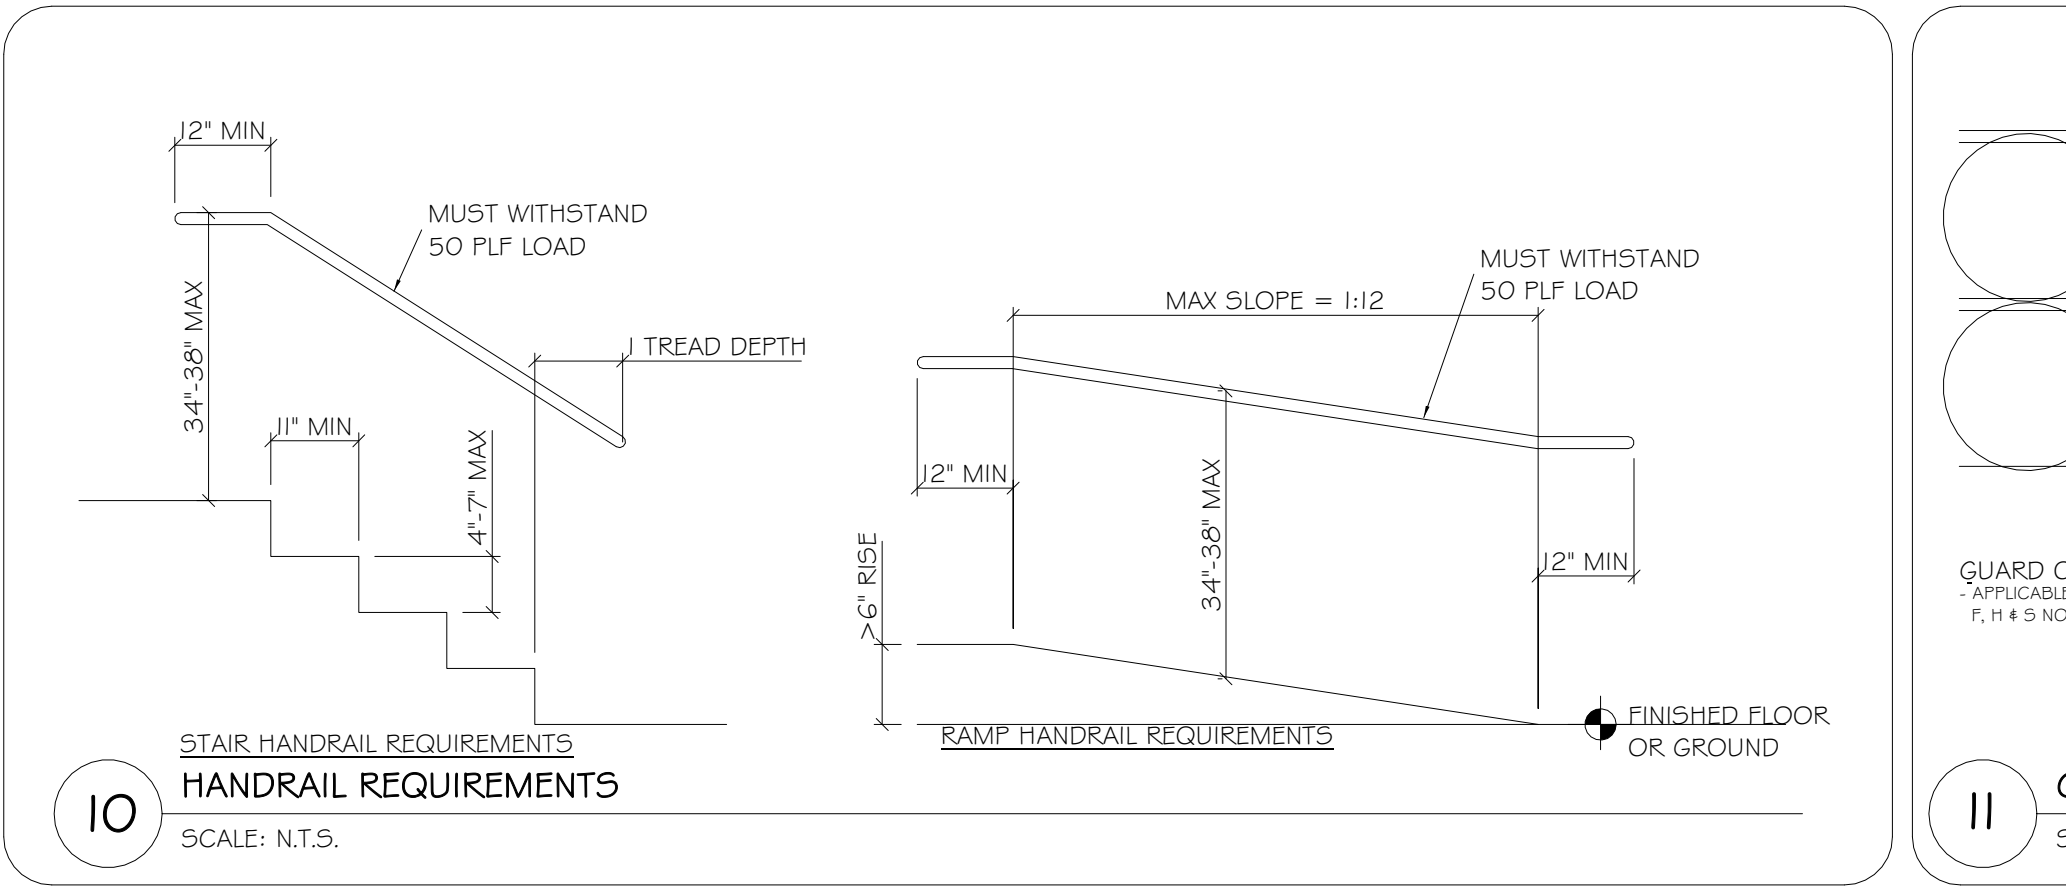 12" MIN
MUST WITHSTAND
50 PLF LOAD
34"-38" MAX
1 TREAD DEPTH
11" MIN
4"-7" MAX
STAIR HANDRAIL REQUIREMENTS
MUST WITHSTAND
50 PLF LOAD
MAX SLOPE = 1:12
12" MIN
34"-38" MAX
12" MIN
>6" RISE
FINISHED FLOOR
OR GROUND
RAMP HANDRAIL REQUIREMENTS
10
HANDRAIL REQUIREMENTS
SCALE: N.T.S.
GUARD
- APPLICABLE
F, H & S
11